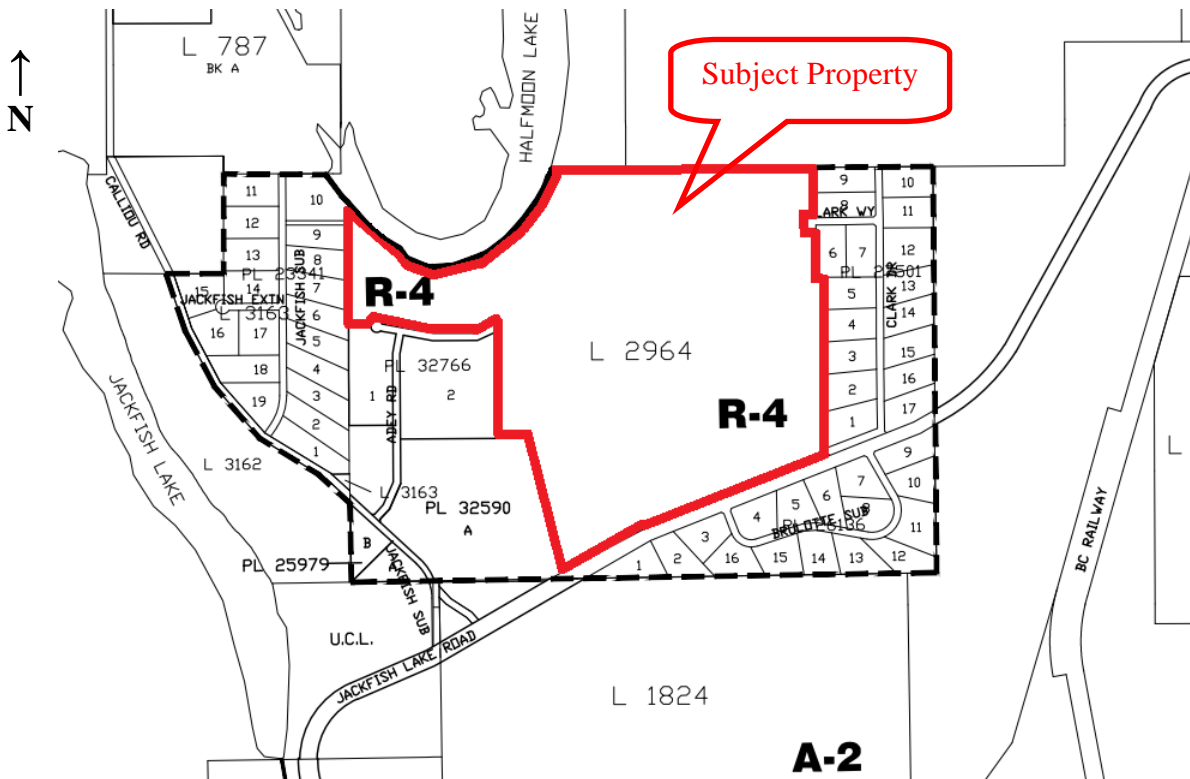 L 787
BK A
↑
N
HALFMOON LAKE
Subject Property
CALLIOU RD
11
12
13
PL 23341
14
15
JACKFISH EXTN
L 3163
16
17
18
19
JACKFISH SUB
10
9
8
7
6
5
4
3
2
1
R-4
PL 32766
1
2
ADEY RD
L 2964
R-4
9
8
LARK WY
6
7
5
4
3
2
1
CLARK DR
10
11
12
13
14
15
16
17
JACKFISH LAKE
L 3162
L 3163
PL 32590
A
B
PL 25979
JACKFISH SUB
U.C.L.
JACKFISH LAKE ROAD
1
2
3
16
4
5
6
7
8
BRULOTTE SUB
15
14
13
12
11
10
9
BC RAILWAY
L
L 1824
A-2